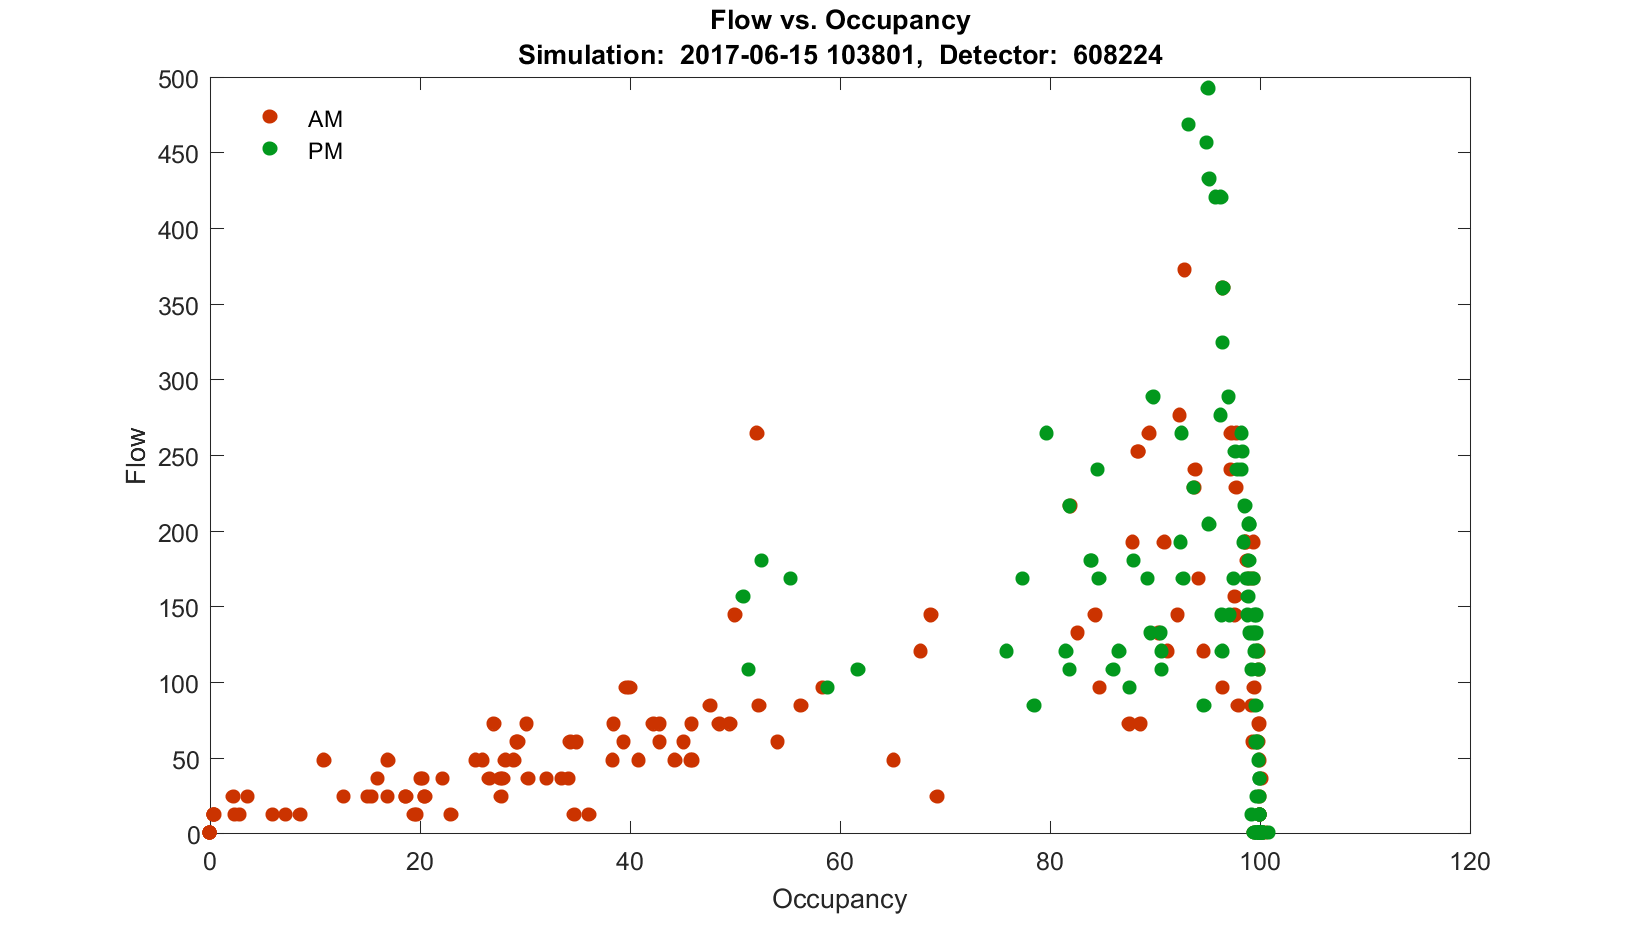 Flow vs. Occupancy
Simulation:  2017-06-15 103801,  Detector:  608224
AM
PM
500
450
400
350
300
250
200
150
100
50
0
Flow
0 20 40 60 80 100 120
Occupancy